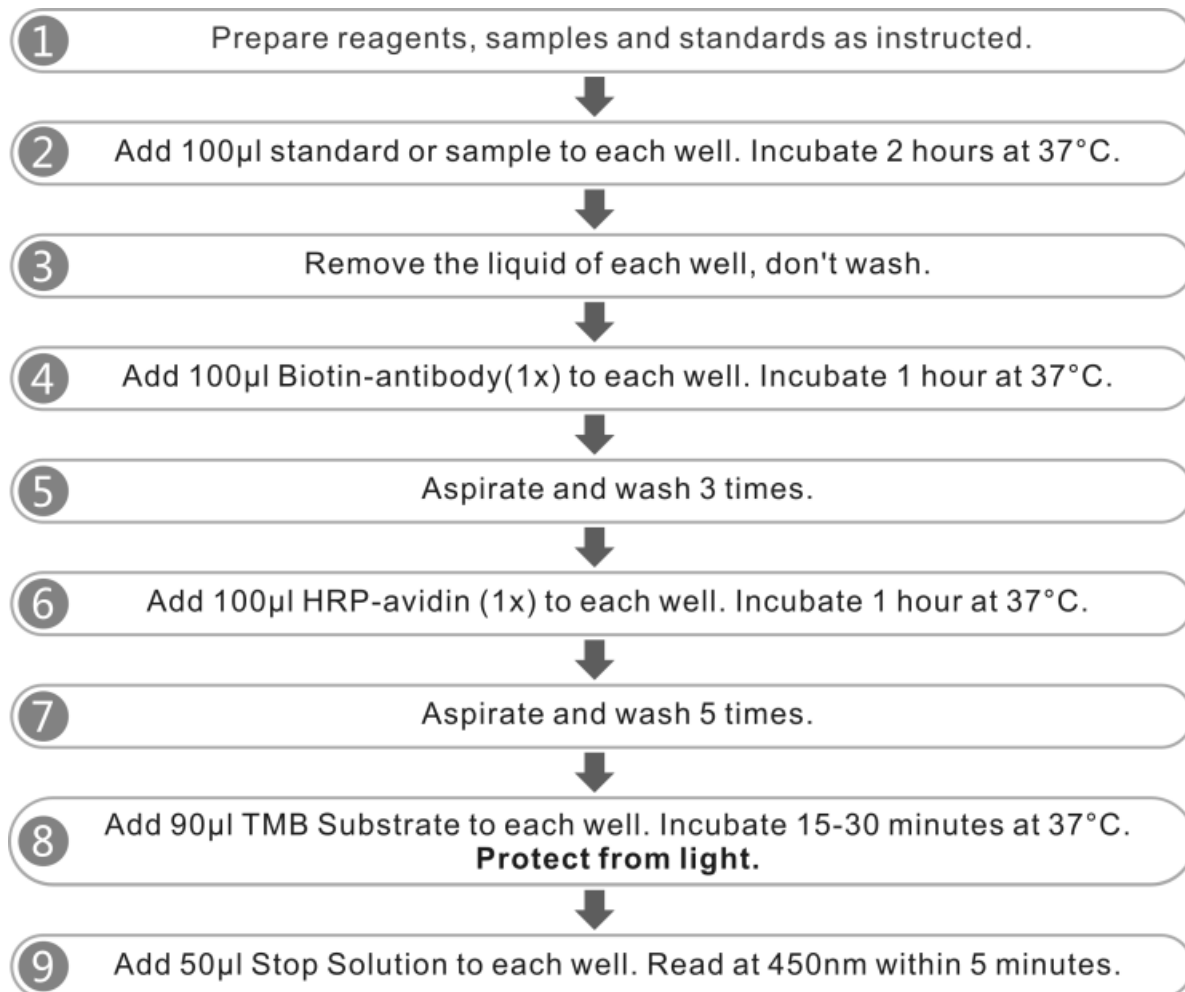 1 Prepare reagents, samples and standards as instructed.
2 Add 100µl standard or sample to each well. Incubate 2 hours at 37°C.
3 Remove the liquid of each well, don't wash.
4 Add 100µl Biotin-antibody(1x) to each well. Incubate 1 hour at 37°C.
5 Aspirate and wash 3 times.
6 Add 100µl HRP-avidin (1x) to each well. Incubate 1 hour at 37°C.
7 Aspirate and wash 5 times.
8 Add 90µl TMB Substrate to each well. Incubate 15-30 minutes at 37°C.
Protect from light.
9 Add 50µl Stop Solution to each well. Read at 450nm within 5 minutes.